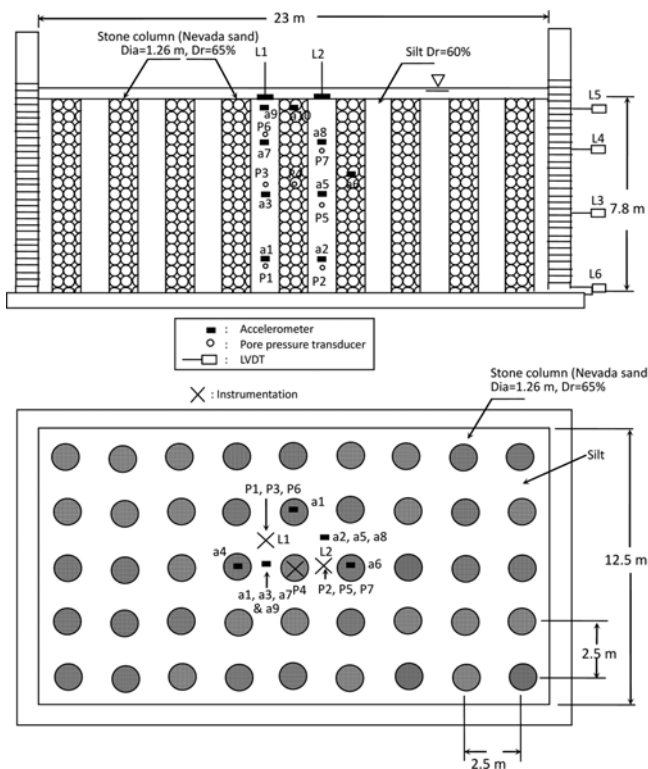 23 m
Stone column (Nevada sand)
Dia=1.26 m, Dr=65%
L1
L2
Silt Dr=60%
L5
a9
a10
P6
a7
a8
P7
L4
P3
P4
a6
a3
a5
P5
L3
7.8 m
a1
a2
P1
P2
L6
: Accelerometer
: Pore pressure transducer
: LVDT
: Instrumentation
Stone column (Nevada sand
Dia=1.26 m, Dr=65%
Silt
P1, P3, P6
a1
L1
a2, a5, a8
L2
a4
a6
P4
P2, P5, P7
a1, a3, a7
& a9
12.5 m
2.5 m
2.5 m